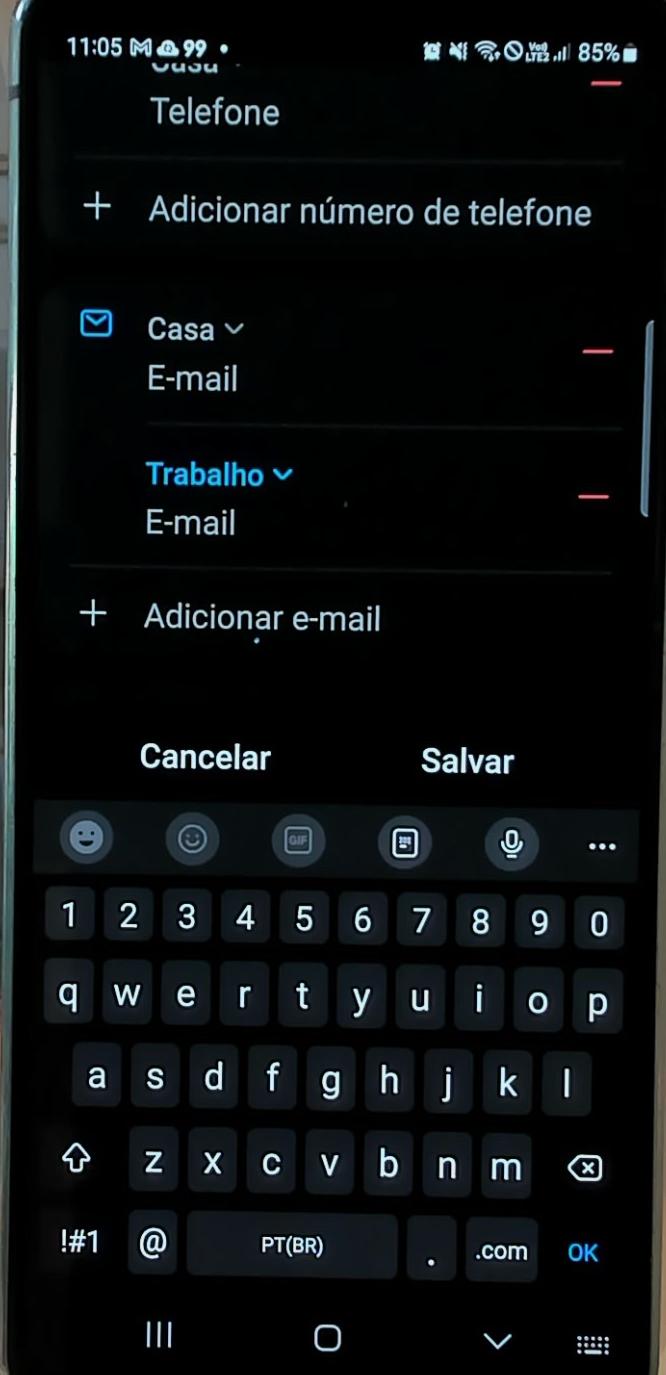 11:05 M 99 •
85%
Casa
Telefone
+ Adicionar número de telefone
Casa
E-mail
Trabalho
E-mail
+ Adicionar e-mail
Cancelar Salvar
GIF ...
1 2 3 4 5 6 7 8 9 0
q w e r t y u i o p
a s d f g h j k l
z x c v b n m
!#1 @ PT(BR) . .com OK